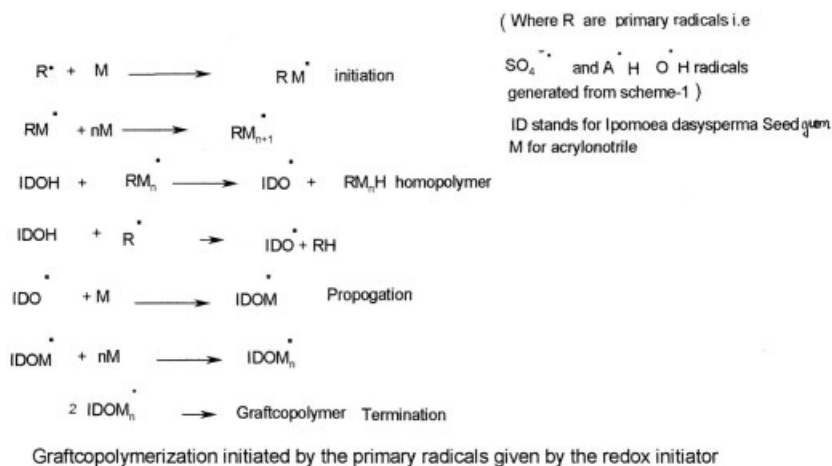 R• + M ⟶ RM• initiation
RM• + nM ⟶ RMₙ₊₁•
IDOH + RMₙ• ⟶ IDO• + RMₙH homopolymer
IDOH + R• → IDO• + RH
IDO• + M ⟶ IDOM• Propogation
IDOM• + nM ⟶ IDOMₙ•
2 IDOMₙ• → Graftcopolymer Termination
( Where R are primary radicals i.e
SO₄⁻• and A•H O•H radicals
generated from scheme-1 )
ID stands for Ipomoea dasysperma Seed gum
M for acrylonotrile
Graftcopolymerization initiated by the primary radicals given by the redox initiator